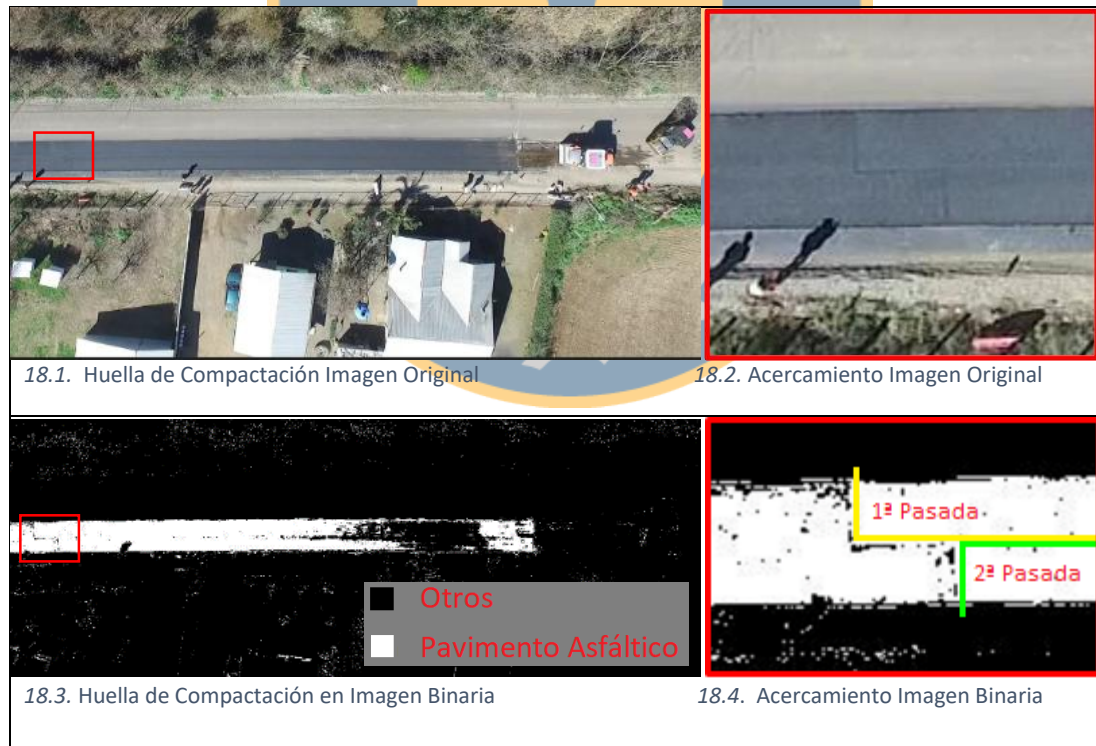 18.1. Huella de Compactación Imagen Original
18.2. Acercamiento Imagen Original
1ª Pasada
2ª Pasada
Otros
Pavimento Asfáltico
18.3. Huella de Compactación en Imagen Binaria
18.4. Acercamiento Imagen Binaria